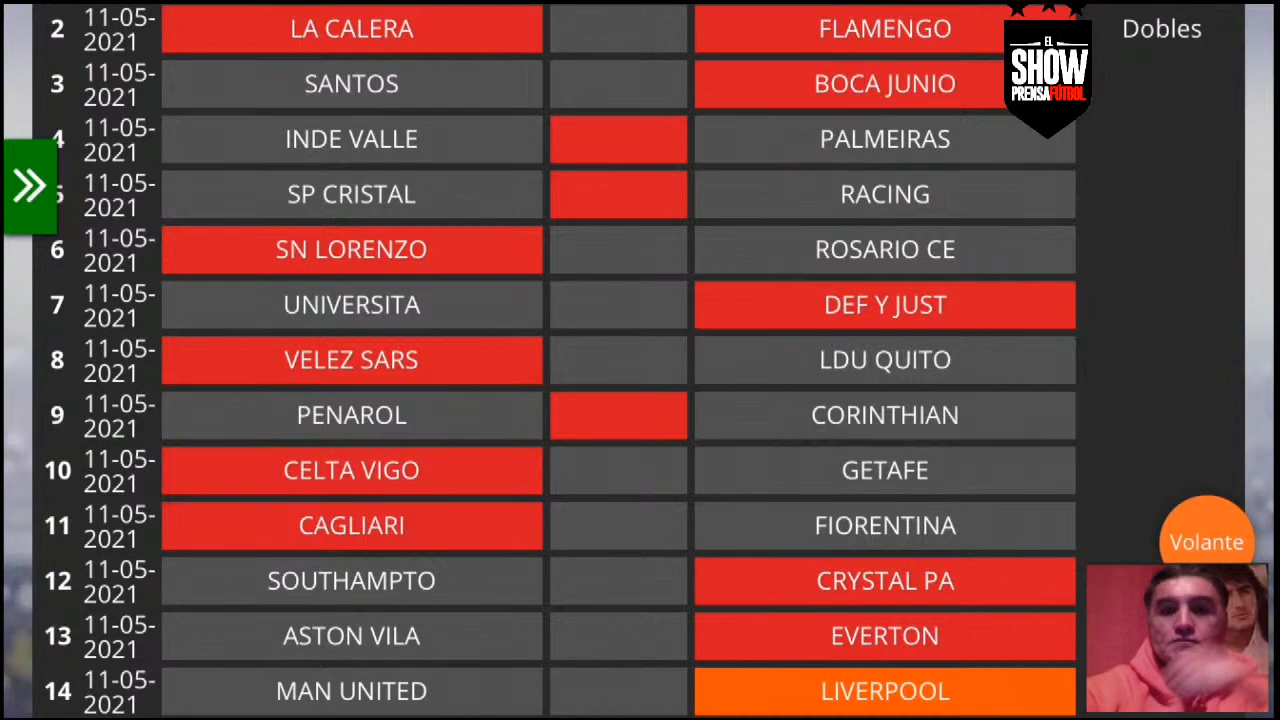 2 11-05-2021 LA CALERA FLAMENGO Dobles
EL
SHOW
PRENSAFÚTBOL
3 11-05-2021 SANTOS BOCA JUNIO
4 11-05-2021 INDE VALLE PALMEIRAS
5 11-05-2021 SP CRISTAL RACING
6 11-05-2021 SN LORENZO ROSARIO CE
7 11-05-2021 UNIVERSITA DEF Y JUST
8 11-05-2021 VELEZ SARS LDU QUITO
9 11-05-2021 PENAROL CORINTHIAN
10 11-05-2021 CELTA VIGO GETAFE
11 11-05-2021 CAGLIARI FIORENTINA
Volante
12 11-05-2021 SOUTHAMPTO CRYSTAL PA
13 11-05-2021 ASTON VILA EVERTON
14 11-05-2021 MAN UNITED LIVERPOOL